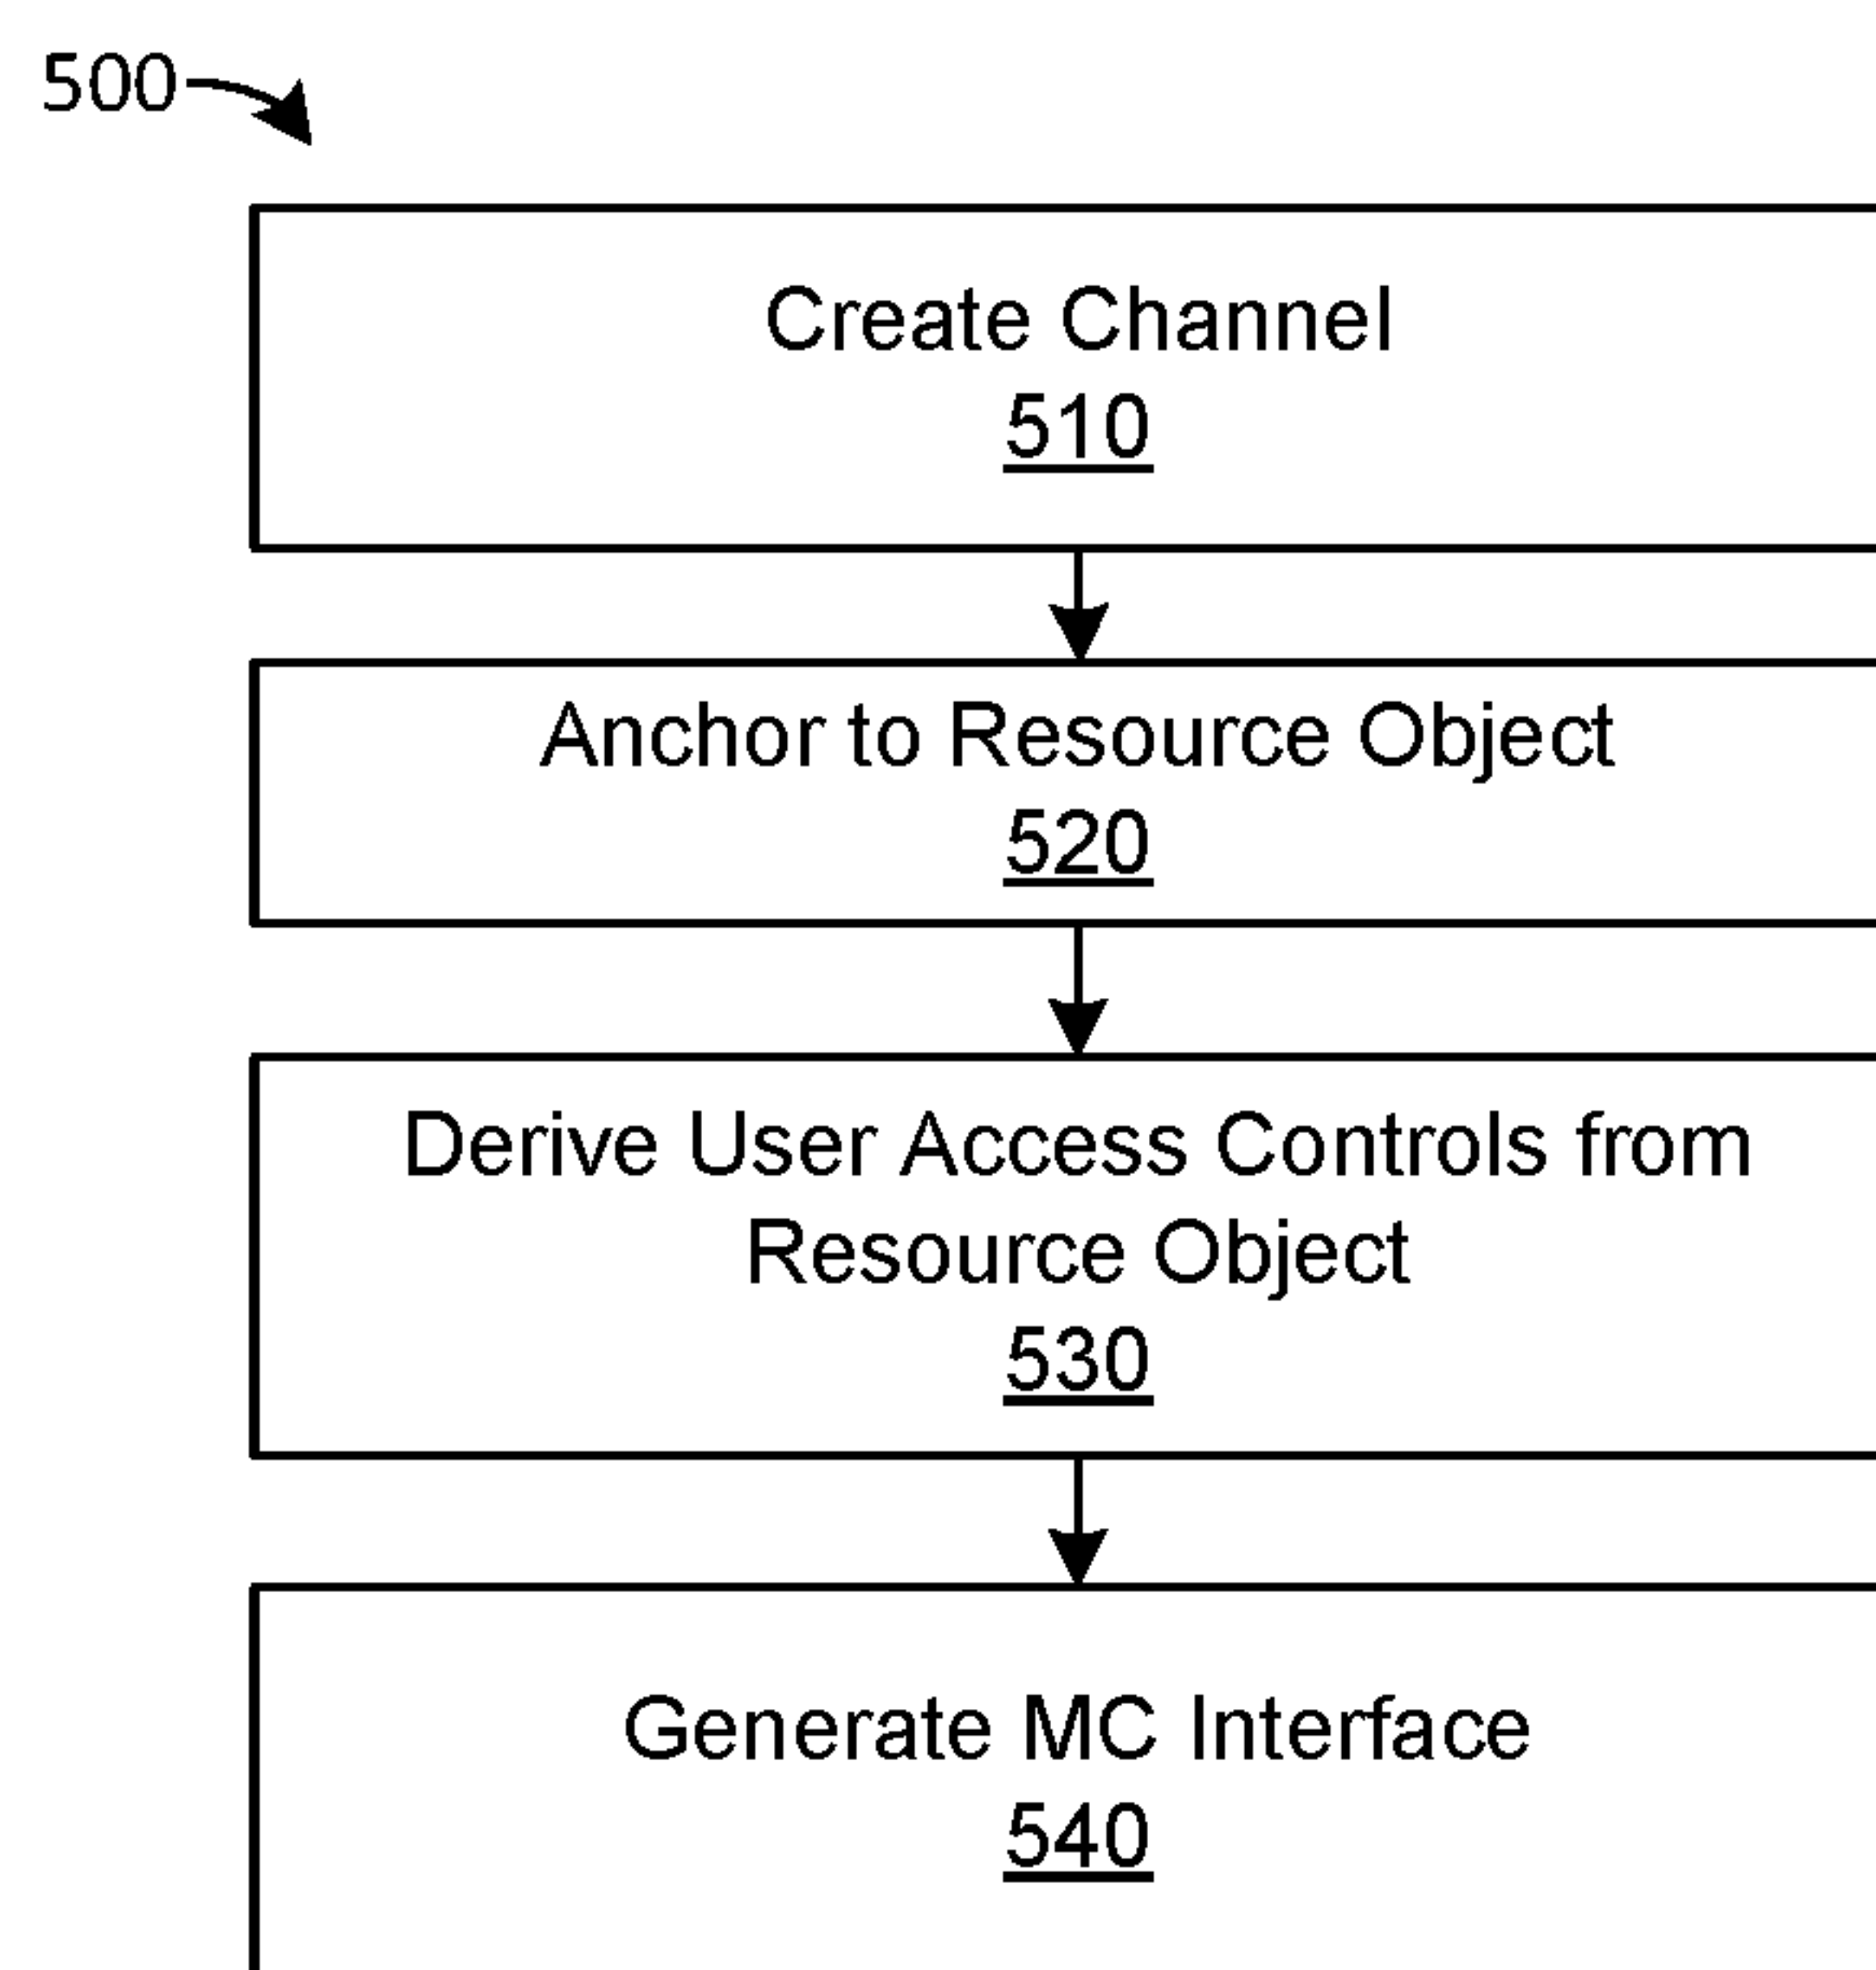 500
Create Channel
510
Anchor to Resource Object
520
Derive User Access Controls from
Resource Object
530
Generate MC Interface
540